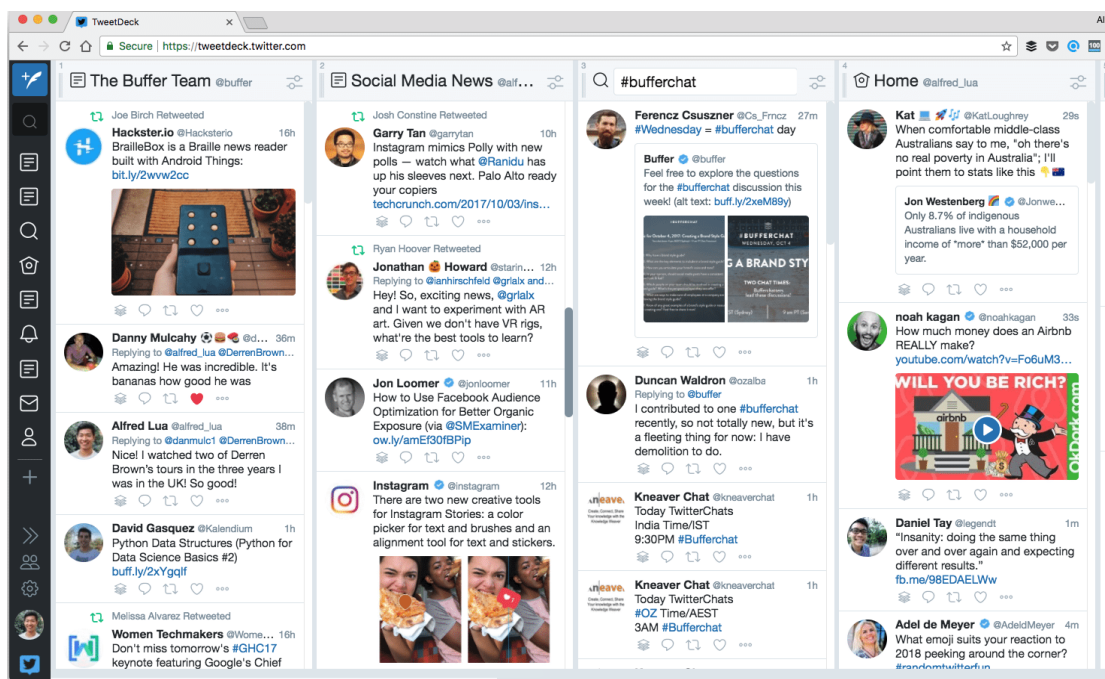 TweetDeck
Al
Secure | https://tweetdeck.twitter.com
100
1
The Buffer Team @buffer
Joe Birch Retweeted
Hackster.io @Hacksterio 16h
BrailleBox is a Braille news reader
built with Android Things:
bit.ly/2wvw2cc
Danny Mulcahy ⚽🍔🥩 @d... 36m
Replying to @alfred_lua @DerrenBrown...
Amazing! He was incredible. It's
bananas how good he was
Alfred Lua @alfred_lua 38m
Replying to @danmulc1 @DerrenBrown...
Nice! I watched two of Derren
Brown's tours in the three years I
was in the UK! So good!
David Gasquez @Kalendium 1h
Python Data Structures (Python for
Data Science Basics #2)
buff.ly/2xYgqlf
Melissa Alvarez Retweeted
Women Techmakers @Wome... 16h
Don't miss tomorrow's #GHC17
keynote featuring Google's Chief
2
Social Media News @alf...
Josh Constine Retweeted
Garry Tan @garrytan 10h
Instagram mimics Polly with new
polls — watch what @Ranidu has
up his sleeves next. Palo Alto ready
your copiers
techcrunch.com/2017/10/03/ins...
Ryan Hoover Retweeted
Jonathan 🎃 Howard @starin... 12h
Replying to @ianhirschfeld @grlalx and...
Hey! So, exciting news, @grlalx
and I want to experiment with AR
art. Given we don't have VR rigs,
what're the best tools to learn?
Jon Loomer @jonloomer 11h
How to Use Facebook Audience
Optimization for Better Organic
Exposure (via @SMExaminer):
ow.ly/amEf30fBPip
Instagram @instagram 12h
There are two new creative tools
for Instagram Stories: a color
picker for text and brushes and an
alignment tool for text and stickers.
3
#bufferchat
Ferencz Csuszner @Cs_Frncz 27m
#Wednesday = #bufferchat day
Buffer @buffer
Feel free to explore the questions
for the #bufferchat discussion this
week! (alt text: buff.ly/2xeM89y)
#BUFFERCHAT
WEDNESDAY, OCT 4
G A BRAND STY
TWO CHAT TIMES:
Duncan Waldron @ozalba 1h
Replying to @buffer
I contributed to one #bufferchat
recently, so not totally new, but it's
a fleeting thing for now: I have
demolition to do.
Kneaver Chat @kneaverchat 1h
Today TwitterChats
India Time/IST
9:30PM #Bufferchat
Kneaver Chat @kneaverchat 1h
Today TwitterChats
#OZ Time/AEST
3AM #Bufferchat
4
Home @alfred_lua
Kat 💻 🚀 🎶 @KatLoughrey 29s
When comfortable middle-class
Australians say to me, "oh there's
no real poverty in Australia"; I'll
point them to stats like this 👇🇦🇺
Jon Westenberg 🌈 @Jonwe...
Only 8.7% of indigenous
Australians live with a household
income of *more* than $52,000 per
year.
noah kagan @noahkagan 33s
How much money does an Airbnb
REALLY make?
youtube.com/watch?v=Fo6uM3...
WILL YOU BE RICH?
airbnb
OkDork.com
Daniel Tay @legendt 1m
“Insanity: doing the same thing
over and over again and expecting
different results.”
fb.me/98EDAELWw
Adel de Meyer @AdeldMeyer 4m
What emoji suits your reaction to
2018 peeking around the corner?
#randomtwitterfun